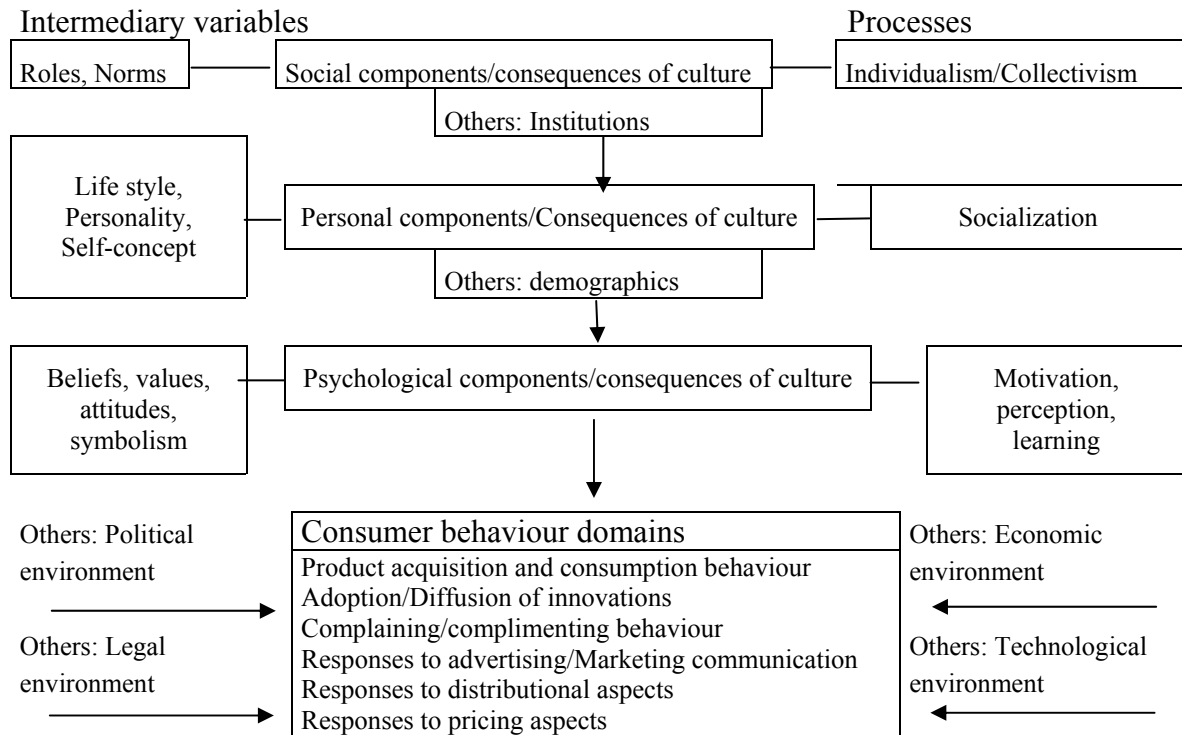 Intermediary variables
Processes
Roles, Norms
Social components/consequences of culture
Individualism/Collectivism
Others: Institutions
Life style,
Personality,
Self-concept
Personal components/Consequences of culture
Socialization
Others: demographics
Beliefs, values,
attitudes,
symbolism
Psychological components/consequences of culture
Motivation,
perception,
learning
Others: Political
environment
Others: Legal
environment
Consumer behaviour domains
Product acquisition and consumption behaviour
Adoption/Diffusion of innovations
Complaining/complimenting behaviour
Responses to advertising/Marketing communication
Responses to distributional aspects
Responses to pricing aspects
Others: Economic
environment
Others: Technological
environment